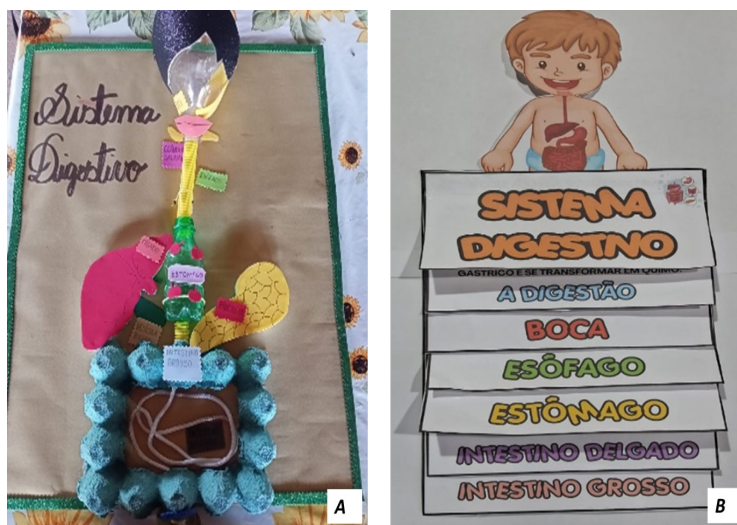 Sistema
Digestivo
ESTÔMAGO
INTESTINO
GROSSO
A
SISTEMA
DIGESTIVO
GASTRICO E SE TRANSFORMAR EM QUIMO.
A DIGESTÃO
BOCA
ESÔFAGO
ESTÔMAGO
INTESTINO DELGADO
INTESTINO GROSSO
B